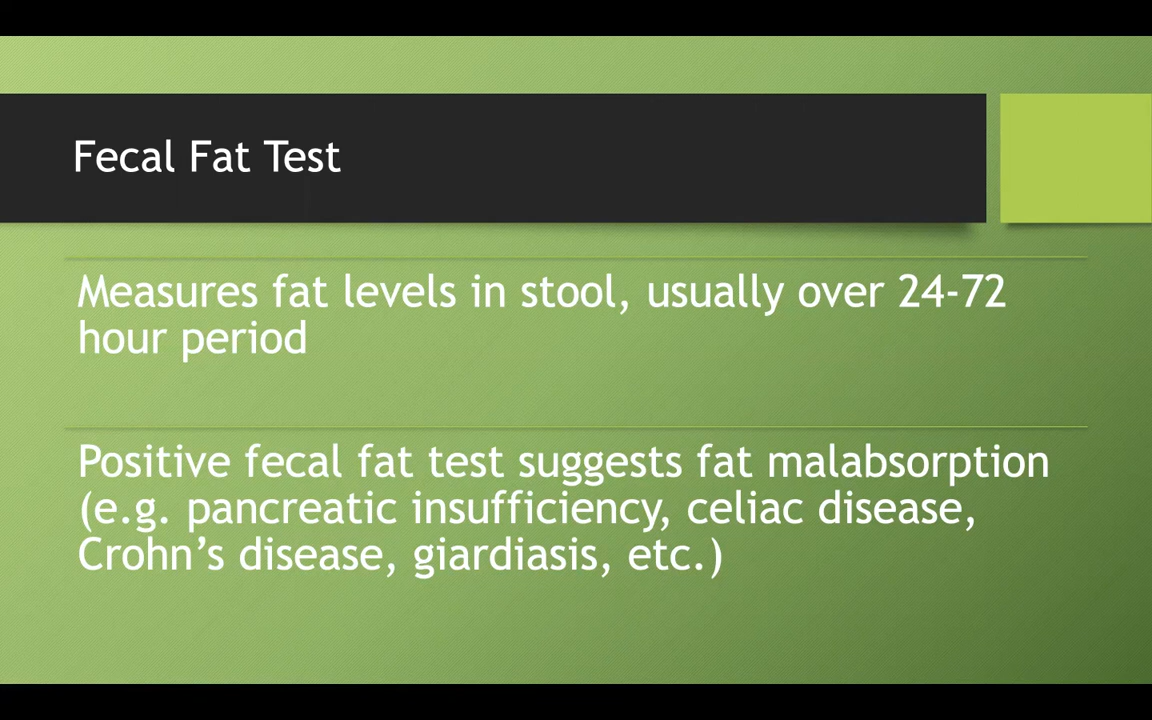 Fecal Fat Test
Measures fat levels in stool, usually over 24-72
hour period
Positive fecal fat test suggests fat malabsorption
(e.g. pancreatic insufficiency, celiac disease,
Crohn’s disease, giardiasis, etc.)